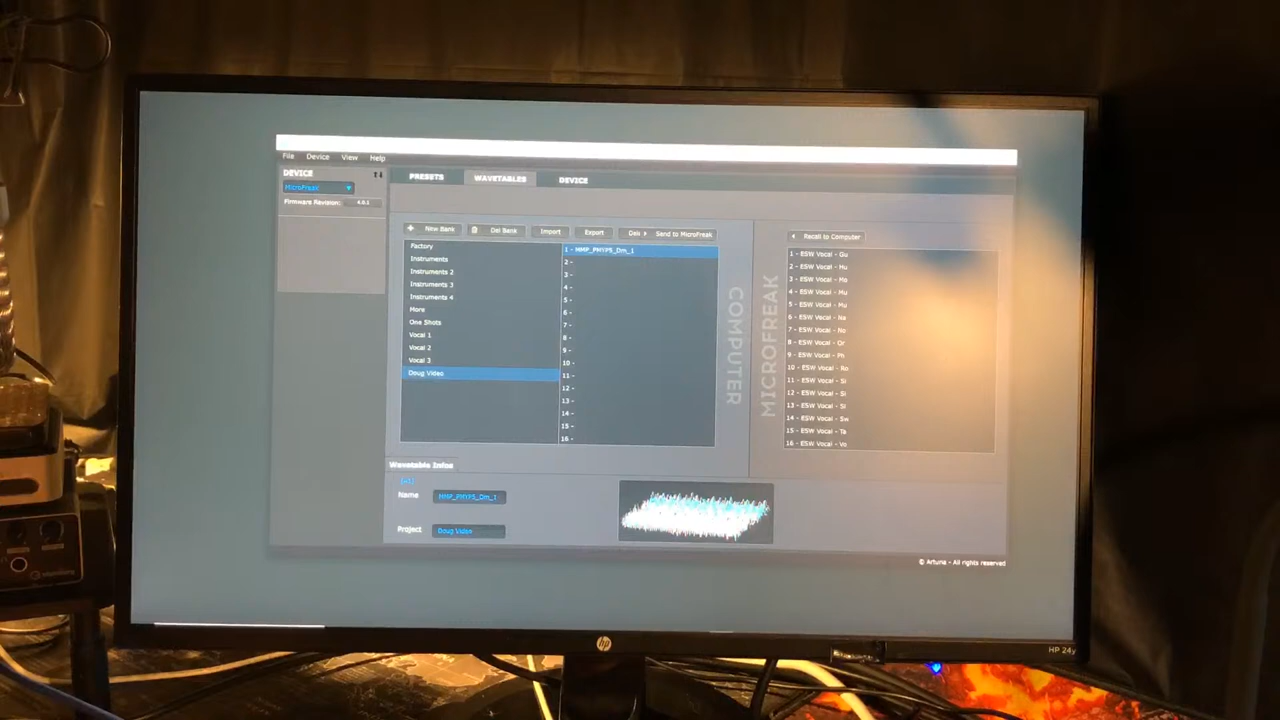 File Device View Help
DEVICE
MicroFreak
Firmware Revision: 4.0.1
PRESETS WAVETABLES DEVICE
+ New Bank Del Bank Import Export Dele Send to MicroFreak
Recall to Computer
Factory
Instruments
Instruments 2
Instruments 3
Instruments 4
More
One Shots
Vocal 1
Vocal 2
Vocal 3
Doug Video
1 - MMP_PMYPS_Dm_1
2 -
3 -
4 -
5 -
6 -
7 -
8 -
9 -
10 -
11 -
12 -
13 -
14 -
15 -
16 -
COMPUTER
MICROFREAK
1 - ESW Vocal - Gu
2 - ESW Vocal - Hu
3 - ESW Vocal - Mo
4 - ESW Vocal - Mu
5 - ESW Vocal - Mu
6 - ESW Vocal - Na
7 - ESW Vocal - No
8 - ESW Vocal - Or
9 - ESW Vocal - Ph
10 - ESW Vocal - Ro
11 - ESW Vocal - Si
12 - ESW Vocal - Si
13 - ESW Vocal - Sl
14 - ESW Vocal - Sw
15 - ESW Vocal - Ta
16 - ESW Vocal - Vo
Wavetable Infos
Name MMP_PMYPS_Dm_1
Project Doug Video
© Arturia - All rights reserved
hp
HP 24y